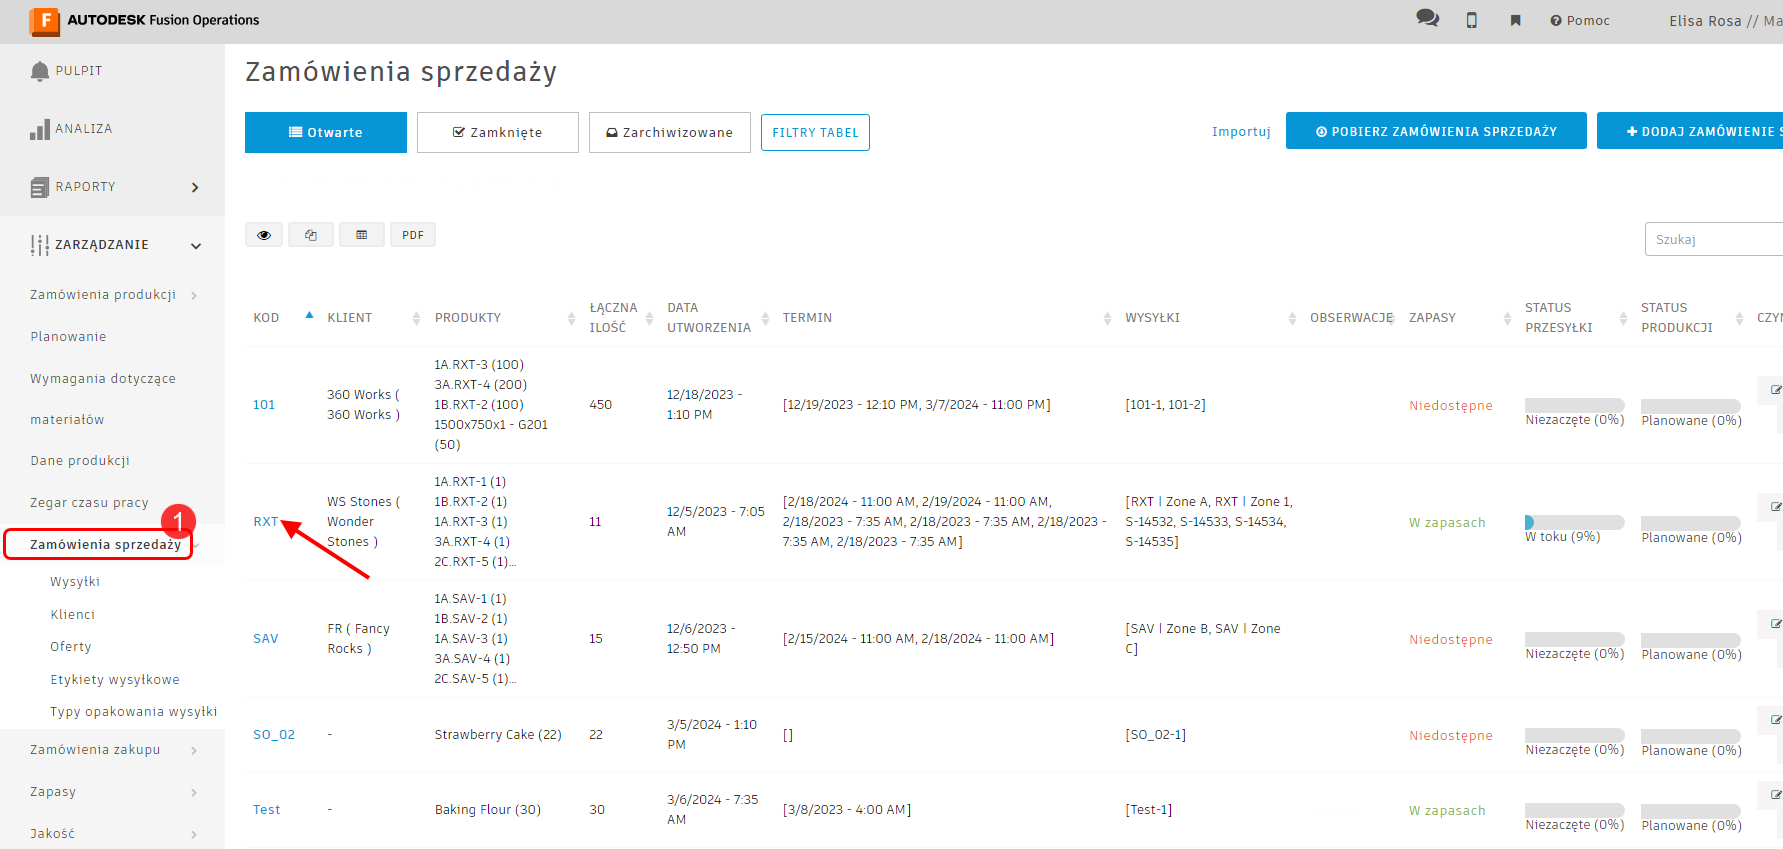 F AUTODESK Fusion Operations
Pomoc
Elisa Rosa // Ma
PULPIT
ANALIZA
RAPORTY
ZARZĄDZANIE
Zamówienia produkcji
Planowanie
Wymagania dotyczące
materiałów
Dane produkcji
Zegar czasu pracy
1
Zamówienia sprzedaży
Wysyłki
Klienci
Oferty
Etykiety wysyłkowe
Typy opakowania wysyłki
Zamówienia zakupu
Zapasy
Jakość
Zamówienia sprzedaży
Otwarte
Zamknięte
Zarchiwizowane
FILTRY TABEL
Importuj
POBIERZ ZAMÓWIENIA SPRZEDAŻY
DODAJ ZAMÓWIENIE S
PDF
Szukaj
KOD
KLIENT
PRODUKTY
ŁĄCZNA
ILOŚĆ
DATA
UTWORZENIA
TERMIN
WYSYŁKI
OBSERWACJE
ZAPASY
STATUS
PRZESYŁKI
STATUS
PRODUKCJI
CZYN
101
360 Works (
360 Works )
1A.RXT-3 (100)
3A.RXT-4 (200)
1B.RXT-2 (100)
1500x750x1 - G201
(50)
450
12/18/2023 -
1:10 PM
[12/19/2023 - 12:10 PM, 3/7/2024 - 11:00 PM]
[101-1, 101-2]
Niedostępne
Niezaczęte (0%)
Planowane (0%)
RXT
WS Stones (
Wonder
Stones )
1A.RXT-1 (1)
1B.RXT-2 (1)
1A.RXT-3 (1)
3A.RXT-4 (1)
2C.RXT-5 (1)...
11
12/5/2023 - 7:05
AM
[2/18/2024 - 11:00 AM, 2/19/2024 - 11:00 AM,
2/18/2023 - 7:35 AM, 2/18/2023 - 7:35 AM, 2/18/2023 -
7:35 AM, 2/18/2023 - 7:35 AM]
[RXT | Zone A, RXT | Zone 1,
S-14532, S-14533, S-14534,
S-14535]
W zapasach
W toku (9%)
Planowane (0%)
SAV
FR ( Fancy
Rocks )
1A.SAV-1 (1)
1B.SAV-2 (1)
1A.SAV-3 (1)
3A.SAV-4 (1)
2C.SAV-5 (1)...
15
12/6/2023 -
12:50 PM
[2/15/2024 - 11:00 AM, 2/18/2024 - 11:00 AM]
[SAV | Zone B, SAV | Zone
C]
Niedostępne
Niezaczęte (0%)
Planowane (0%)
SO_02
-
Strawberry Cake (22)
22
3/5/2024 - 1:10
PM
[]
[SO_02-1]
Niedostępne
Niezaczęte (0%)
Planowane (0%)
Test
-
Baking Flour (30)
30
3/6/2024 - 7:35
AM
[3/8/2023 - 4:00 AM]
[Test-1]
W zapasach
Niezaczęte (0%)
Planowane (0%)